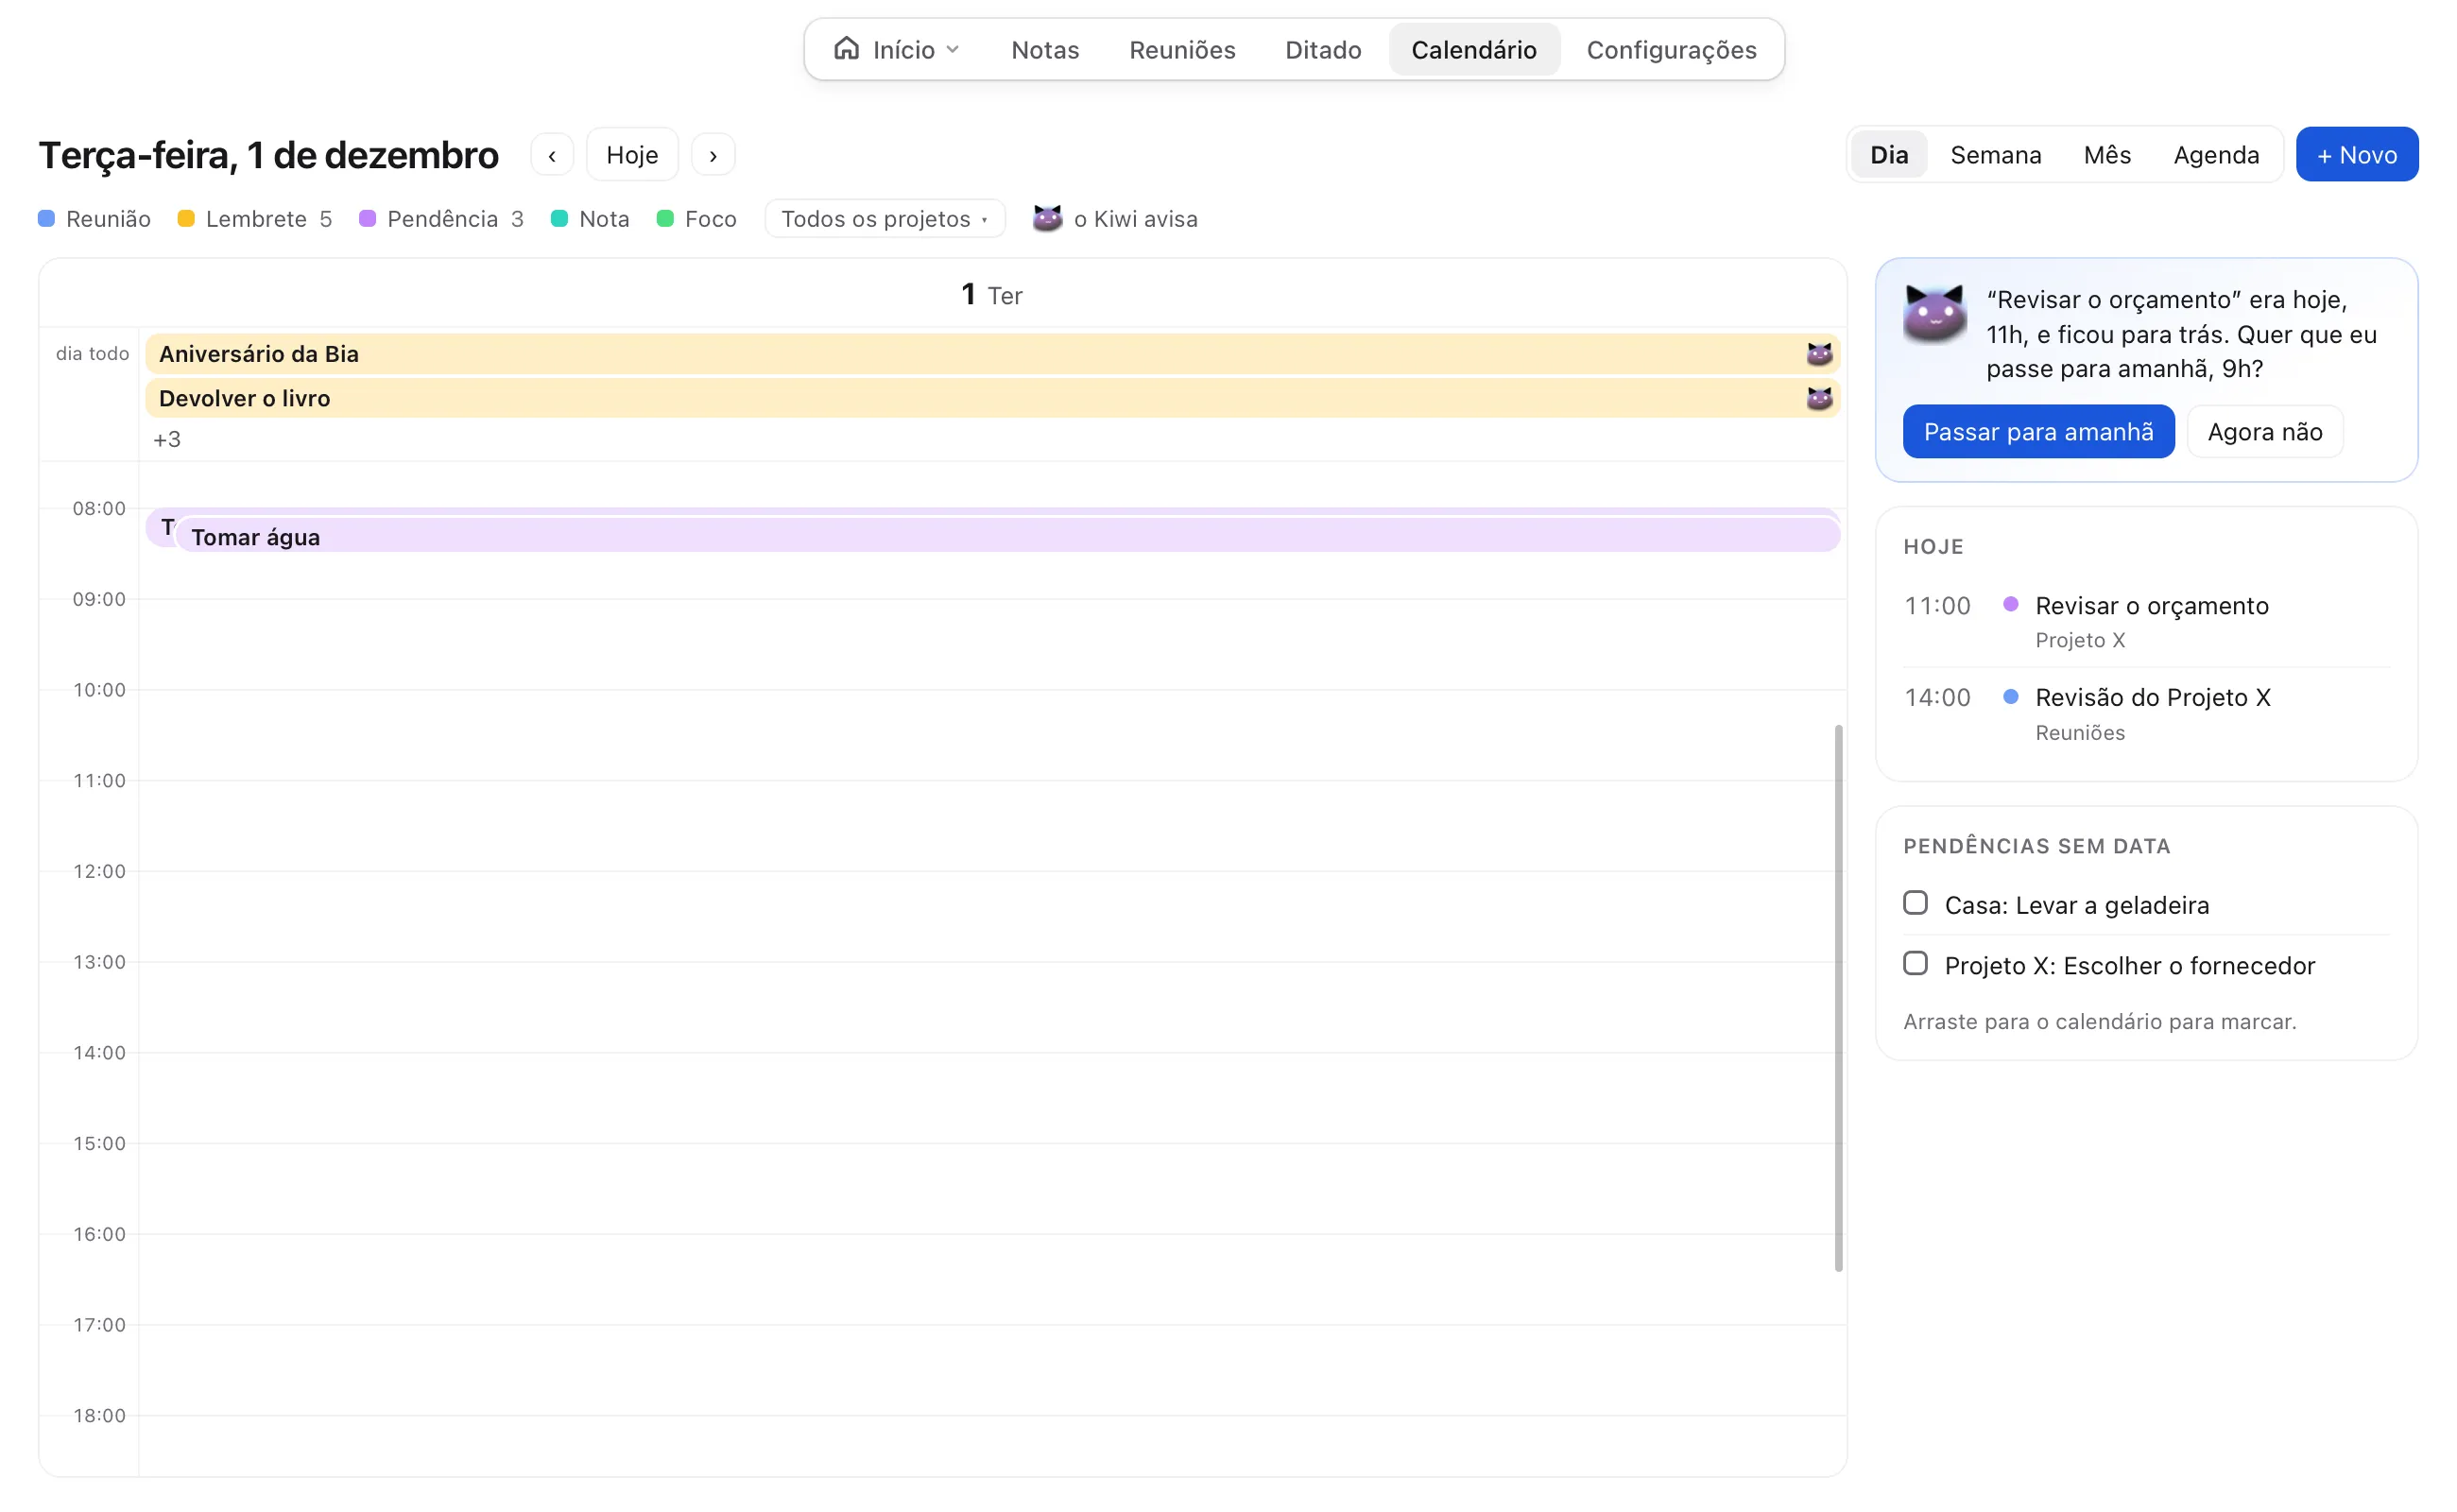 Início
Notas
Reuniões
Ditado
Calendário
Configurações
Terça-feira, 1 de dezembro
‹
Hoje
›
Dia
Semana
Mês
Agenda
+ Novo
Reunião
Lembrete 5
Pendência 3
Nota
Foco
Todos os projetos
o Kiwi avisa
1 Ter
dia todo
Aniversário da Bia
Devolver o livro
+3
08:00
T
Tomar água
09:00
10:00
11:00
12:00
13:00
14:00
15:00
16:00
17:00
18:00
“Revisar o orçamento” era hoje,
11h, e ficou para trás. Quer que eu
passe para amanhã, 9h?
Passar para amanhã
Agora não
HOJE
11:00 Revisar o orçamento
Projeto X
14:00 Revisão do Projeto X
Reuniões
PENDÊNCIAS SEM DATA
Casa: Levar a geladeira
Projeto X: Escolher o fornecedor
Arraste para o calendário para marcar.